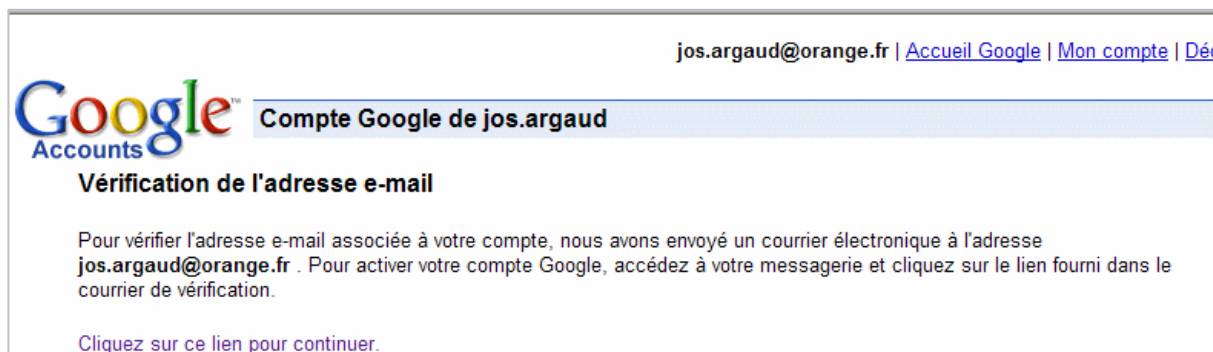 jos.argaud@orange.fr | Accueil Google | Mon compte |
Google™
Accounts
Compte Google de jos.argaud
Vérification de l'adresse e-mail
Pour vérifier l'adresse e-mail associée à votre compte, nous avons envoyé un courrier électronique à l'adresse
jos.argaud@orange.fr . Pour activer votre compte Google, accédez à votre messagerie et cliquez sur le lien fourni dans le
courrier de vérification.
Cliquez sur ce lien pour continuer.